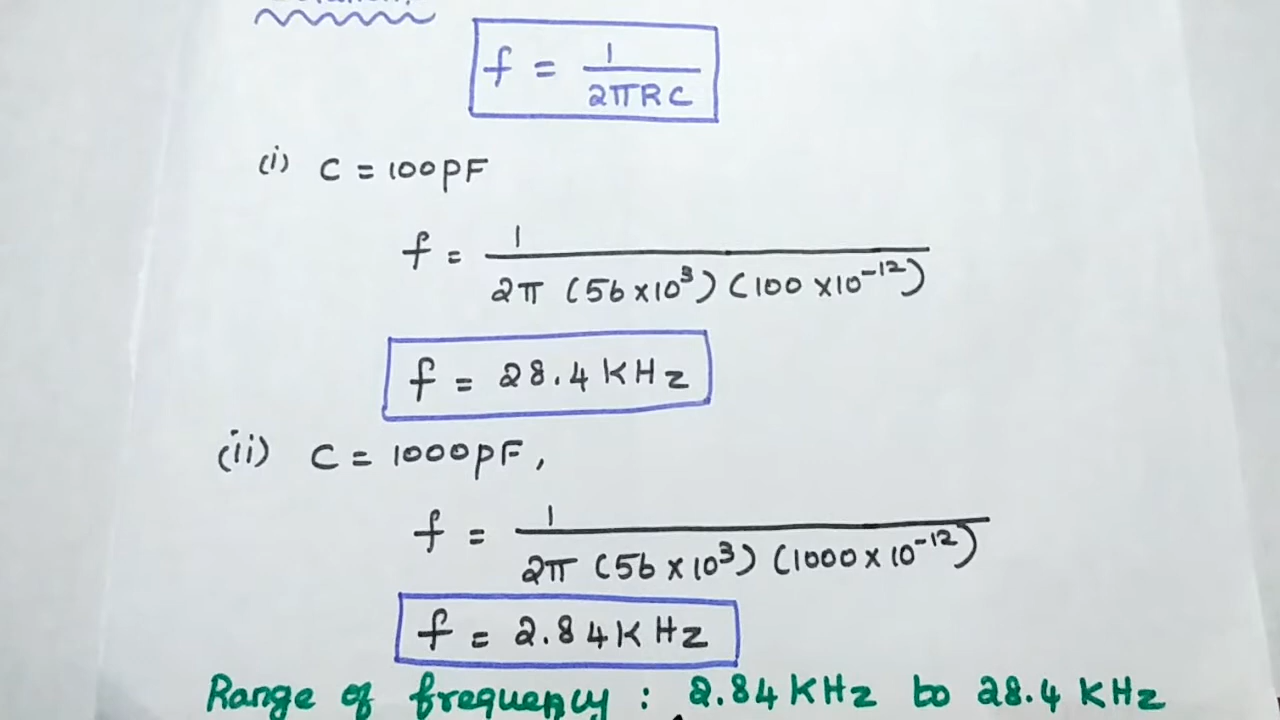 f = 1 / 2πRC
(i) C = 100pF
f = 1 / 2π (56×10³) (100 ×10⁻¹²)
f = 28.4 KHz
(ii) C = 1000pF,
f = 1 / 2π (56 × 10³) (1000 × 10⁻¹²)
f = 2.84 KHz
Range of frequency : 2.84 KHz to 28.4 KHz